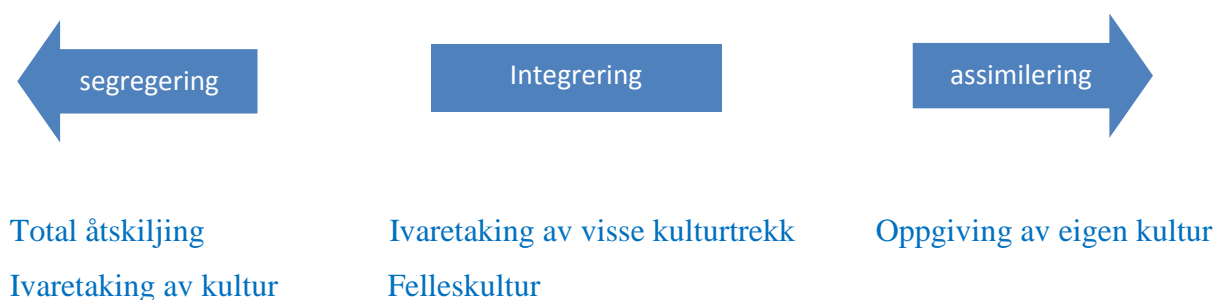 segregering
Integrering
assimilering
Total åtskiljing
Ivaretaking av visse kulturtrekk
Oppgiving av eigen kultur
Ivaretaking av kultur
Felleskultur